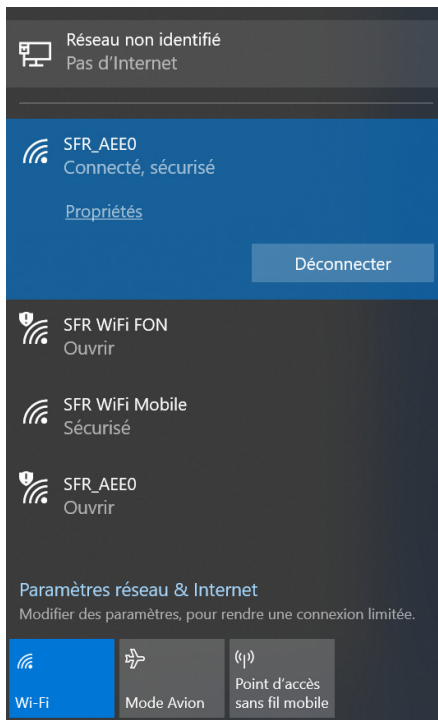 Réseau non identifié
Pas d'Internet
SFR_AEE0
Connecté, sécurisé
Propriétés
Déconnecter
SFR WiFi FON
Ouvrir
SFR WiFi Mobile
Sécurisé
SFR_AEE0
Ouvrir
Paramètres réseau & Internet
Modifier des paramètres, pour rendre une connexion limitée.
Wi-Fi
Mode Avion
Point d'accès
sans fil mobile